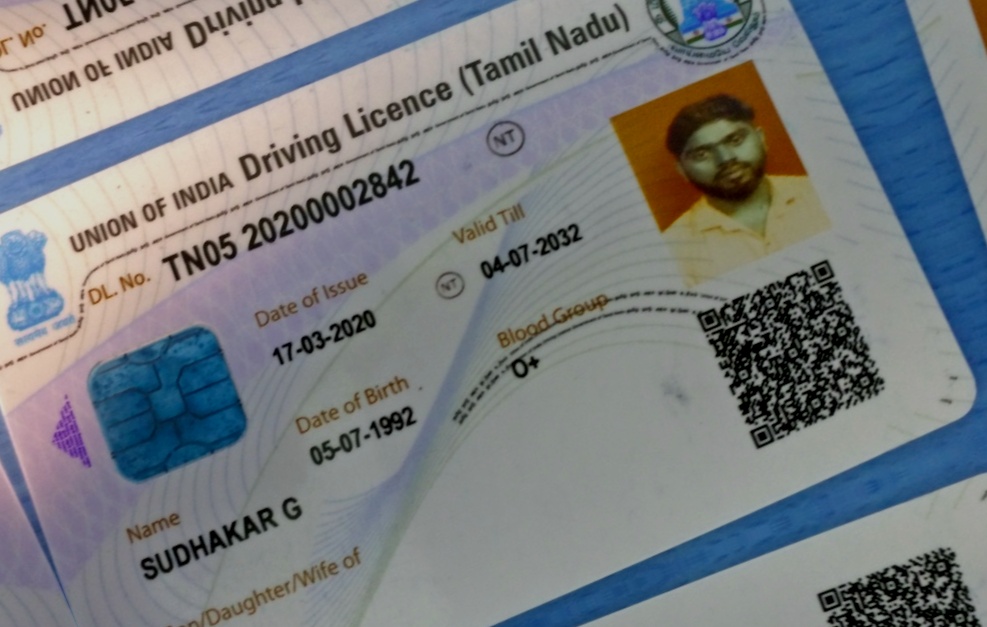 DL No. TN05
UNION OF INDIA Driving
UNION OF INDIA Driving Licence (Tamil Nadu)
DL. No. TN05 20200002842
NT
Date of Issue
17-03-2020
Valid Till
NT 04-07-2032
Date of Birth
05-07-1992
Blood Group
O+
Name
SUDHAKAR G
/Daughter/Wife of